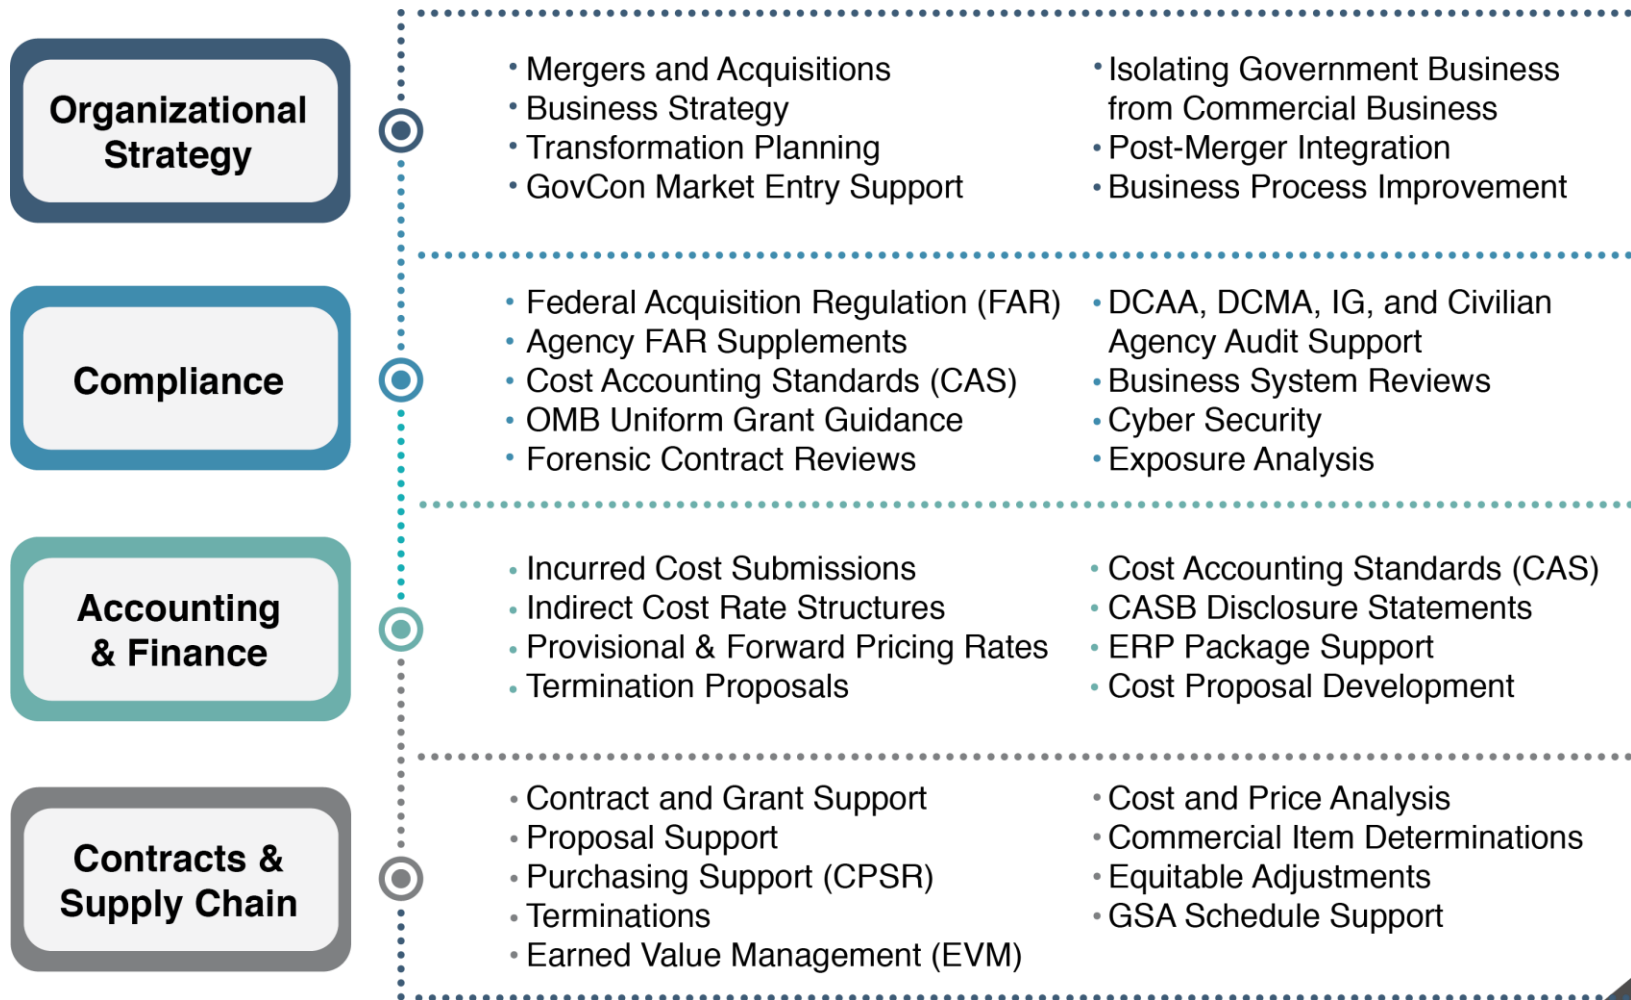 Organizational
Strategy
• Mergers and Acquisitions
• Business Strategy
• Transformation Planning
• GovCon Market Entry Support
• Isolating Government Business
from Commercial Business
• Post-Merger Integration
• Business Process Improvement
Compliance
• Federal Acquisition Regulation (FAR)
• Agency FAR Supplements
• Cost Accounting Standards (CAS)
• OMB Uniform Grant Guidance
• Forensic Contract Reviews
• DCAA, DCMA, IG, and Civilian
Agency Audit Support
• Business System Reviews
• Cyber Security
• Exposure Analysis
Accounting
& Finance
• Incurred Cost Submissions
• Indirect Cost Rate Structures
• Provisional & Forward Pricing Rates
• Termination Proposals
• Cost Accounting Standards (CAS)
• CASB Disclosure Statements
• ERP Package Support
• Cost Proposal Development
Contracts &
Supply Chain
• Contract and Grant Support
• Proposal Support
• Purchasing Support (CPSR)
• Terminations
• Earned Value Management (EVM)
• Cost and Price Analysis
• Commercial Item Determinations
• Equitable Adjustments
• GSA Schedule Support